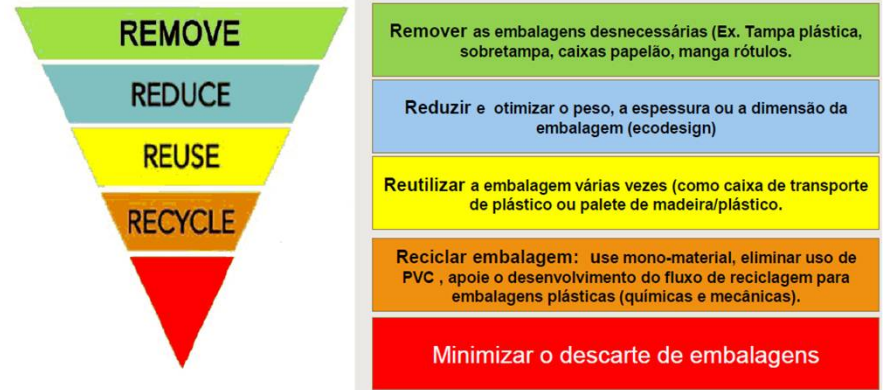 REMOVE
REDUCE
REUSE
RECYCLE
Remover as embalagens desnecessárias (Ex. Tampa plástica,
sobretampa, caixas papelão, manga rótulos.
Reduzir e otimizar o peso, a espessura ou a dimensão da
embalagem (ecodesign)
Reutilizar a embalagem várias vezes (como caixa de transporte
de plástico ou palete de madeira/plástico.
Reciclar embalagem: use mono-material, eliminar uso de
PVC , apoie o desenvolvimento do fluxo de reciclagem para
embalagens plásticas (químicas e mecânicas).
Minimizar o descarte de embalagens